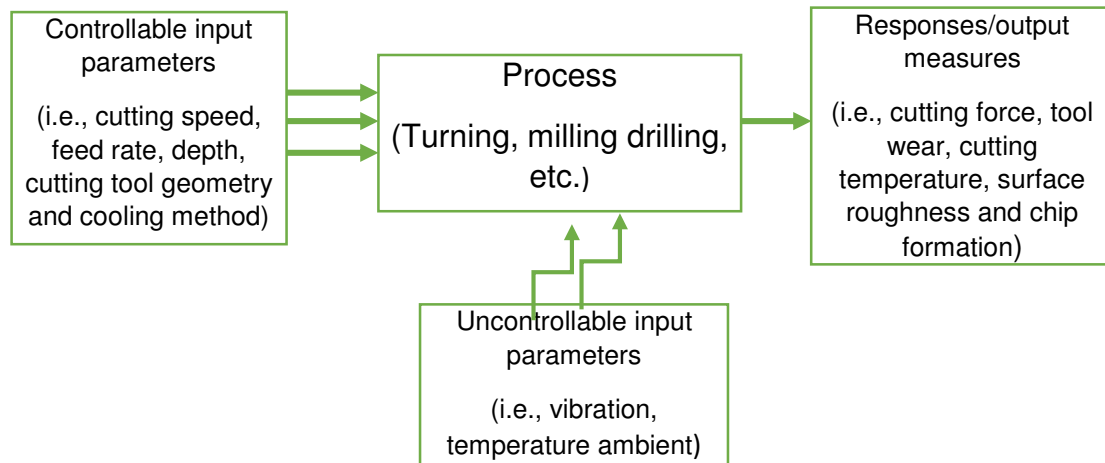 Controllable input
parameters
(i.e., cutting speed,
feed rate, depth,
cutting tool geometry
and cooling method)
Process
(Turning, milling drilling,
etc.)
Responses/output
measures
(i.e., cutting force, tool
wear, cutting
temperature, surface
roughness and chip
formation)
Uncontrollable input
parameters
(i.e., vibration,
temperature ambient)